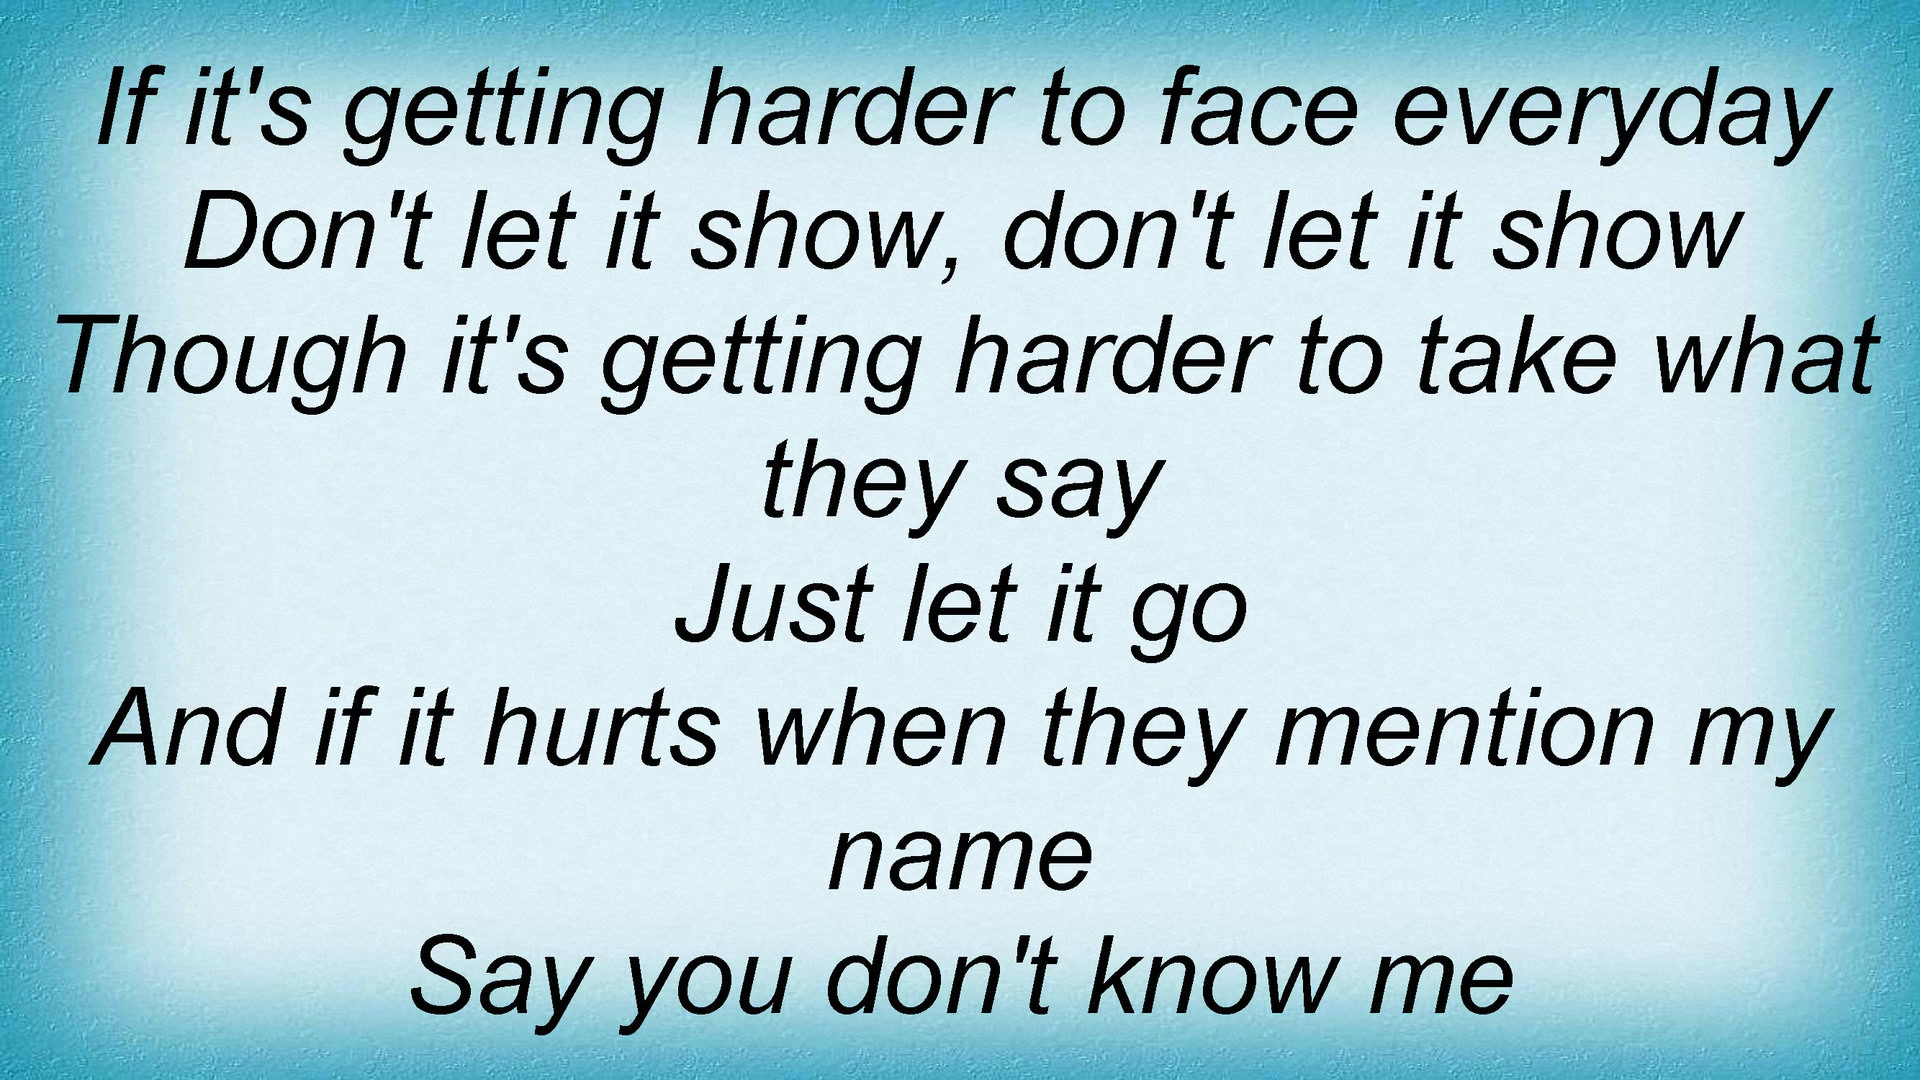 If it's getting harder to face everyday
Don't let it show, don't let it show
Though it's getting harder to take what
they say
Just let it go
And if it hurts when they mention my
name
Say you don't know me